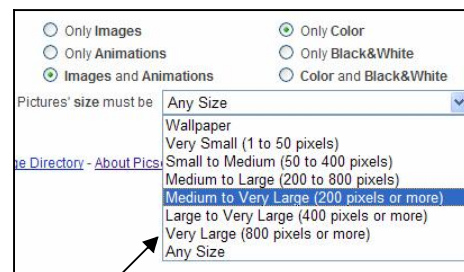 Only Images Only Color
Only Animations Only Black&White
Images and Animations Color and Black&White
Pictures' size must be Any Size
Wallpaper
Very Small (1 to 50 pixels)
ge Directory - About Pics Small to Medium (50 to 400 pixels)
Medium to Large (200 to 800 pixels)
Medium to Very Large (200 pixels or more)
Large to Very Large (400 pixels or more)
Very Large (800 pixels or more)
Any Size